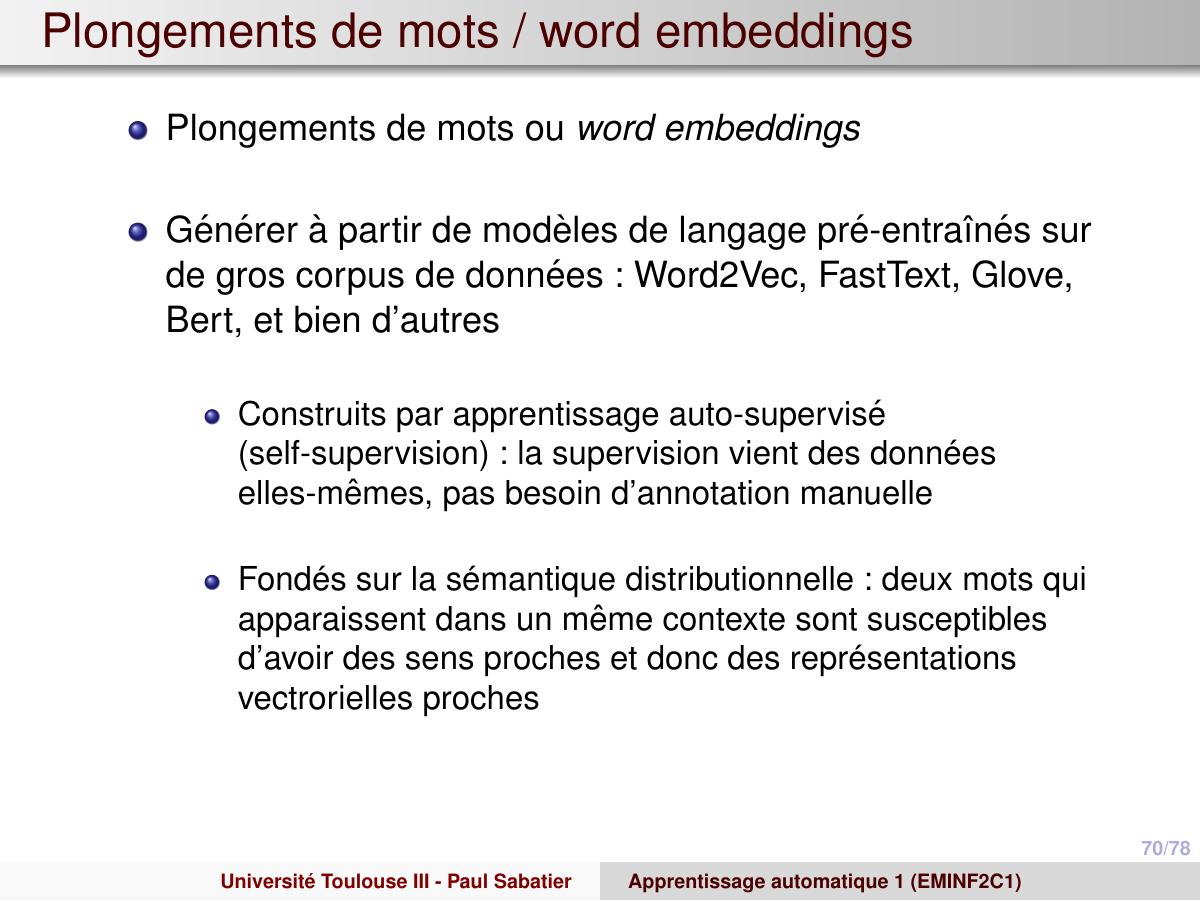 Plongements de mots / word embeddings
Plongements de mots ou word embeddings
Générer à partir de modèles de langage pré-entraînés sur
de gros corpus de données : Word2Vec, FastText, Glove,
Bert, et bien d'autres
Construits par apprentissage auto-supervisé
(self-supervision) : la supervision vient des données
elles-mêmes, pas besoin d'annotation manuelle
Fondés sur la sémantique distributionnelle : deux mots qui
apparaissent dans un même contexte sont susceptibles
d'avoir des sens proches et donc des représentations
vectrorielles proches
70/78
Université Toulouse III - Paul Sabatier
Apprentissage automatique 1 (EMINF2C1)